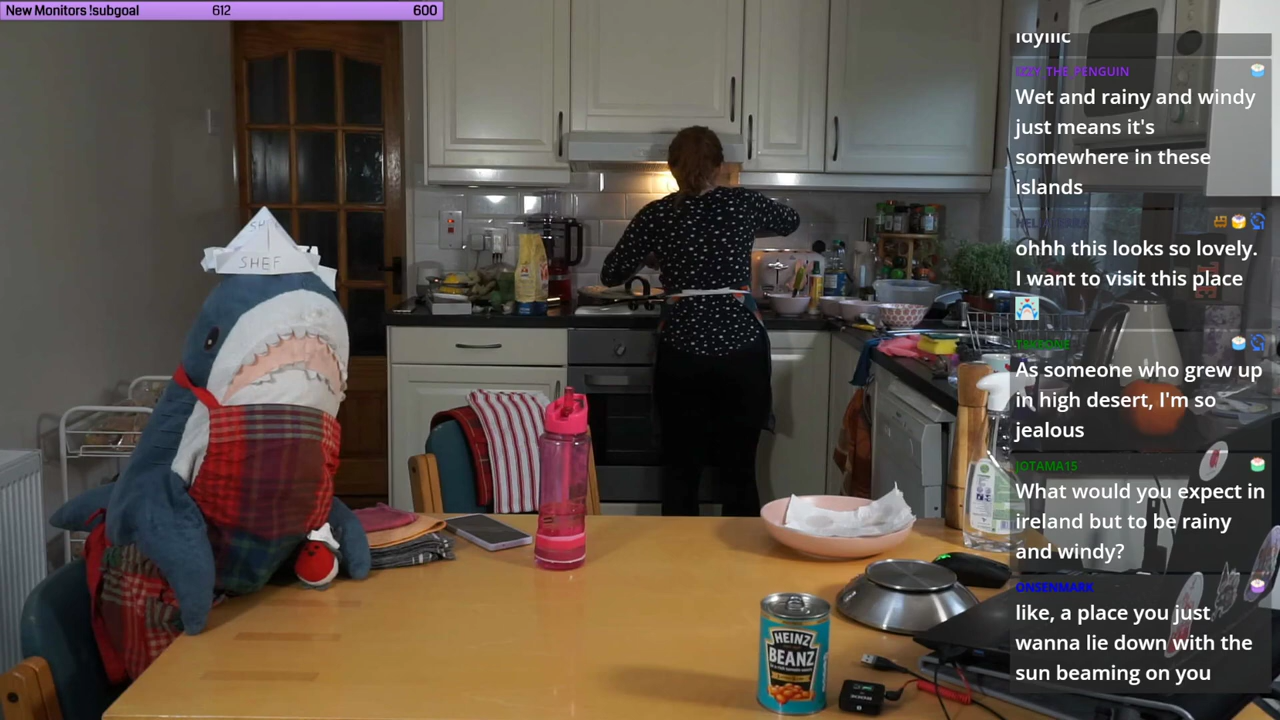 New Monitors !subgoal 612 600
idyllic
IZZY_THE_PENGUIN
Wet and rainy and windy
just means it's
somewhere in these
islands
ohhh this looks so lovely.
I want to visit this place
As someone who grew up
in high desert, I'm so
jealous
JOTAMA15
What would you expect in
ireland but to be rainy
and windy?
ONSENMARK
like, a place you just
wanna lie down with the
sun beaming on you
SHEF
HEINZ
BEANZ